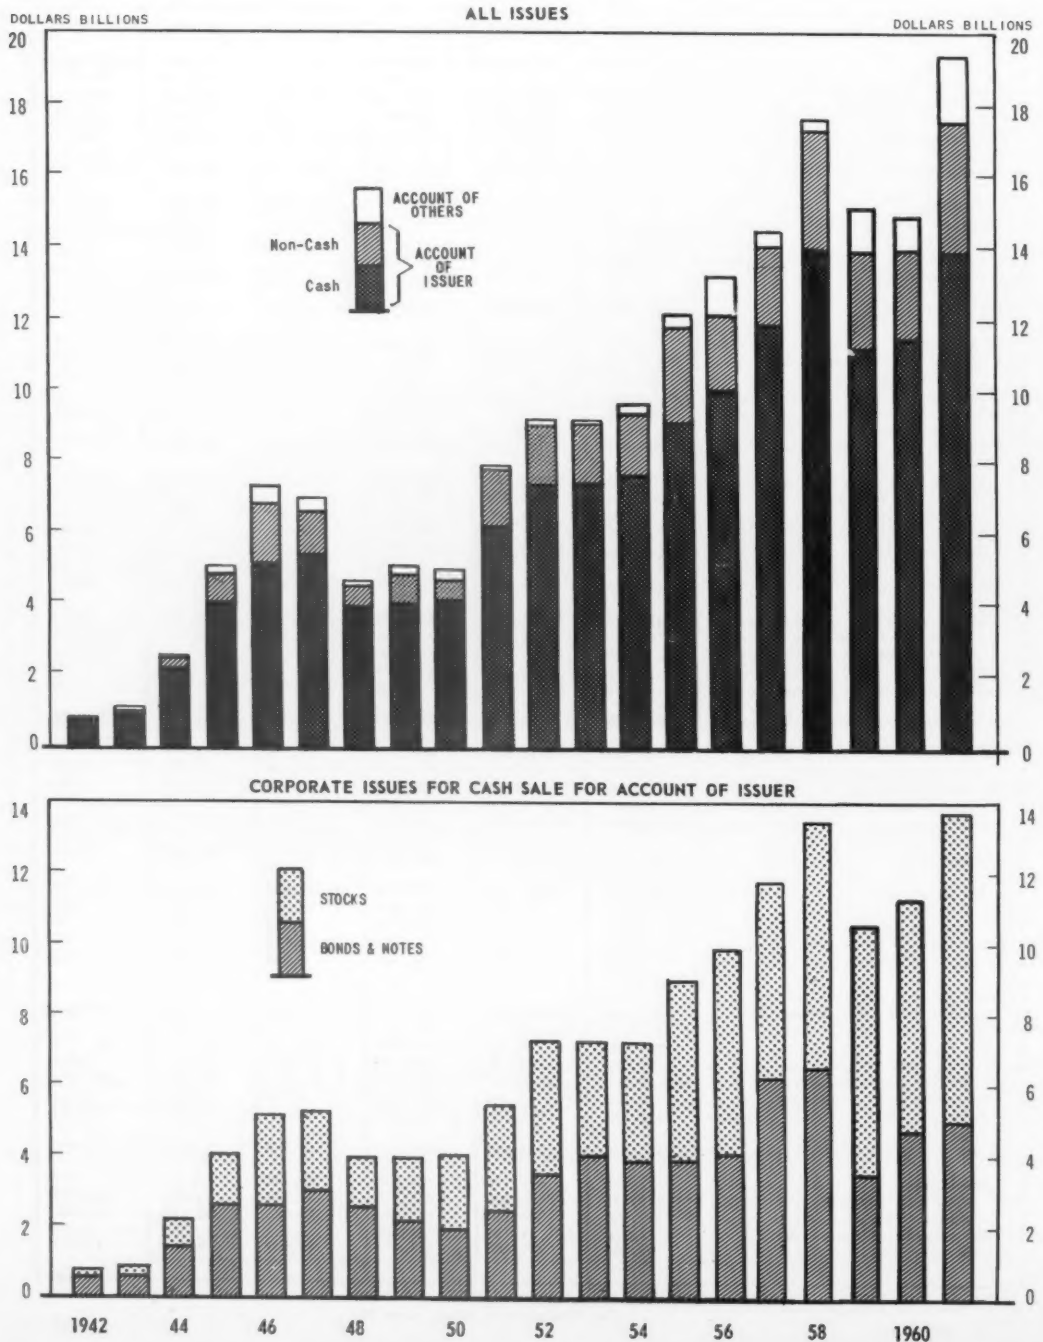 ALL ISSUES
DOLLARS BILLIONS
DOLLARS BILLIONS
20
18
16
14
12
10
8
6
4
2
0
20
18
16
14
12
10
8
6
4
2
0
ACCOUNT OF
OTHERS
Non-Cash
Cash
ACCOUNT
OF
ISSUER
CORPORATE ISSUES FOR CASH SALE FOR ACCOUNT OF ISSUER
14
12
10
8
6
4
2
0
14
12
10
8
6
4
2
0
STOCKS
BONDS & NOTES
1942 44 46 48 50 52 54 56 58 1960